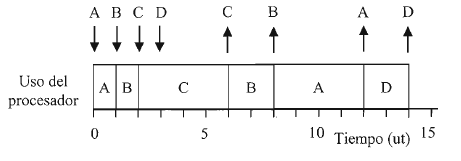 A B C D C B A D
Uso del
procesador
A B C B A D
0 5 10 15
Tiempo (ut)